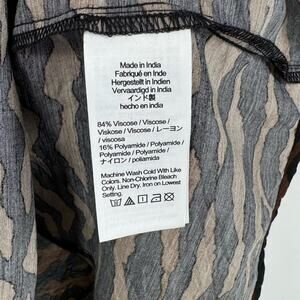 Made in India
Fabriqué en Inde
Hergestellt in Indien
Vervaardigd in India
インド製
hecho en india
84% Viscose / Viscose /
Viskose / Viscose / レーヨン
/ viscosa
16% Polyamide / Polyamide /
Polyamide / Polyamide /
ナイロン / poliamida
Machine Wash Cold With Like
Colors. Non-Chlorine Bleach
Only. Line Dry, Iron on Lowest
Setting.